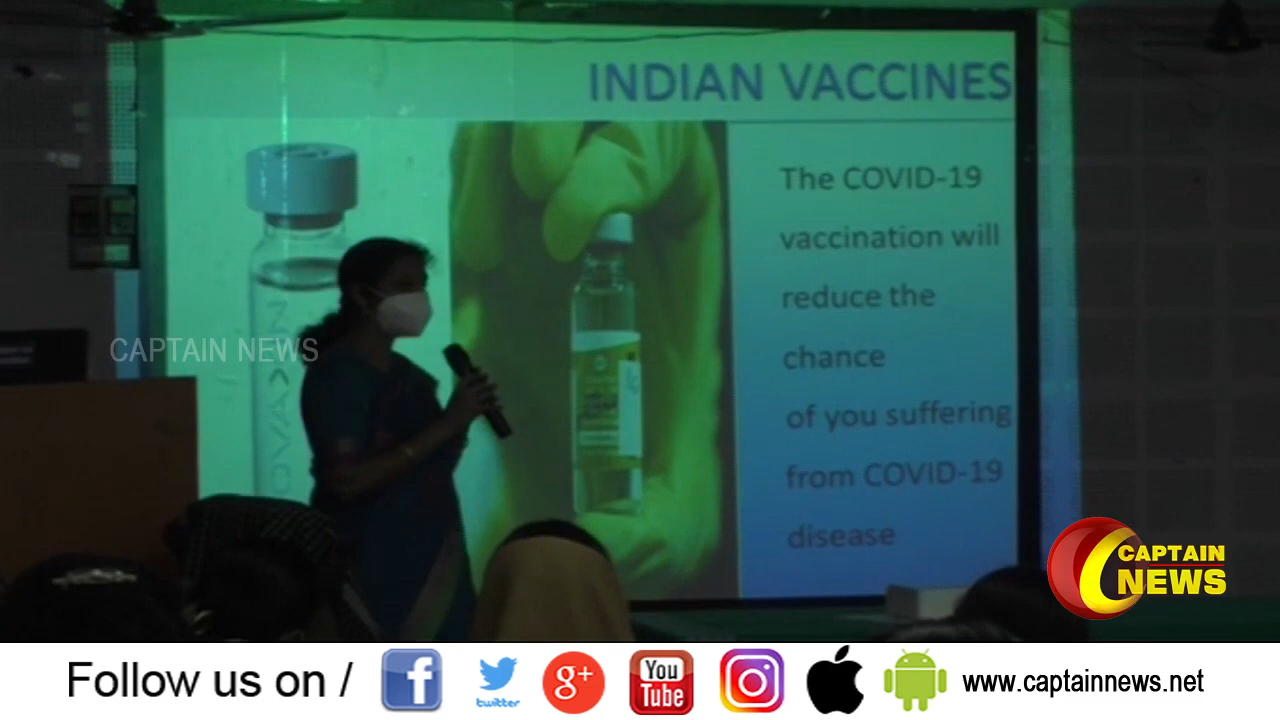 INDIAN VACCINES
The COVID-19
vaccination will
reduce the
chance
of you suffering
from COVID-19
disease
COVAXIN
CAPTAIN NEWS
CAPTAIN
NEWS
Follow us on /
f
twitter
g+
You
Tube
www.captainnews.net